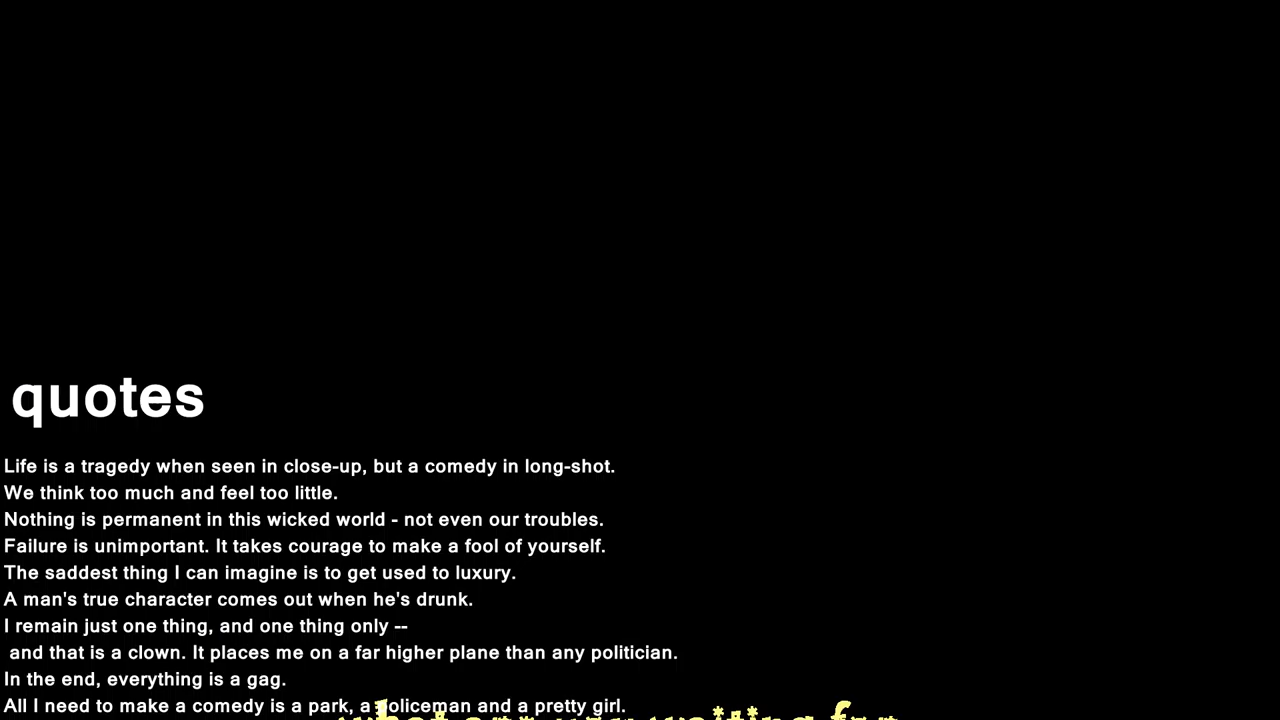 quotes
Life is a tragedy when seen in close-up, but a comedy in long-shot.
We think too much and feel too little.
Nothing is permanent in this wicked world - not even our troubles.
Failure is unimportant. It takes courage to make a fool of yourself.
The saddest thing I can imagine is to get used to luxury.
A man's true character comes out when he's drunk.
I remain just one thing, and one thing only --
and that is a clown. It places me on a far higher plane than any politician.
In the end, everything is a gag.
All I need to make a comedy is a park, a policeman and a pretty girl.
what are you waiting for